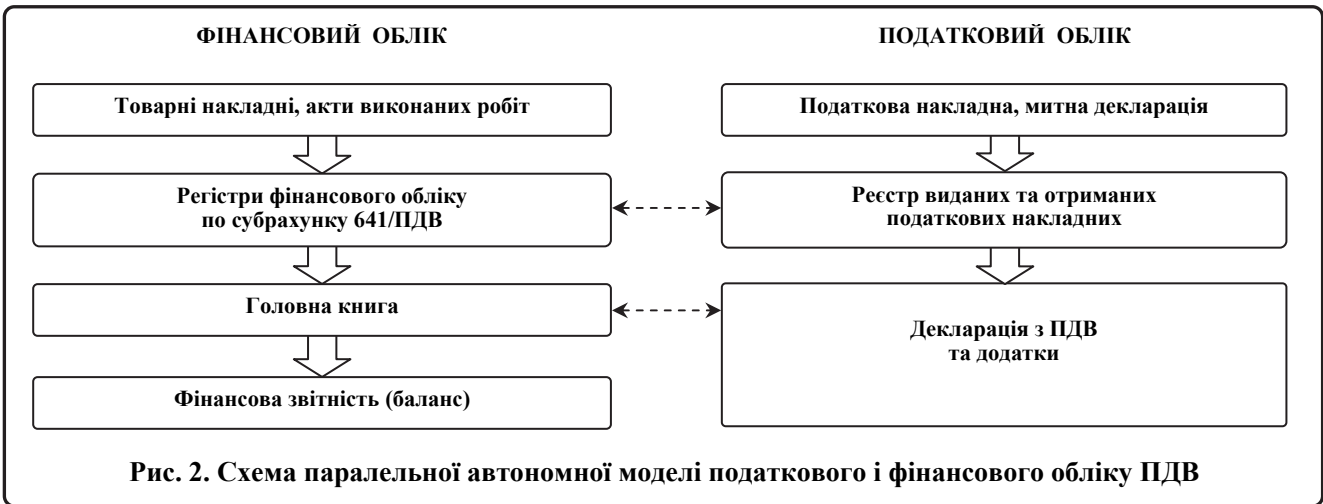 ФІНАНСОВИЙ ОБЛІК
ПОДАТКОВИЙ ОБЛІК
Товарні накладні, акти виконаних робіт
Податкова накладна, митна декларація
Регістри фінансового обліку
по субрахунку 641/ПДВ
Реєстр виданих та отриманих
податкових накладних
Головна книга
Декларація з ПДВ
та додатки
Фінансова звітність (баланс)
Рис. 2. Схема паралельної автономної моделі податкового і фінансового обліку ПДВ